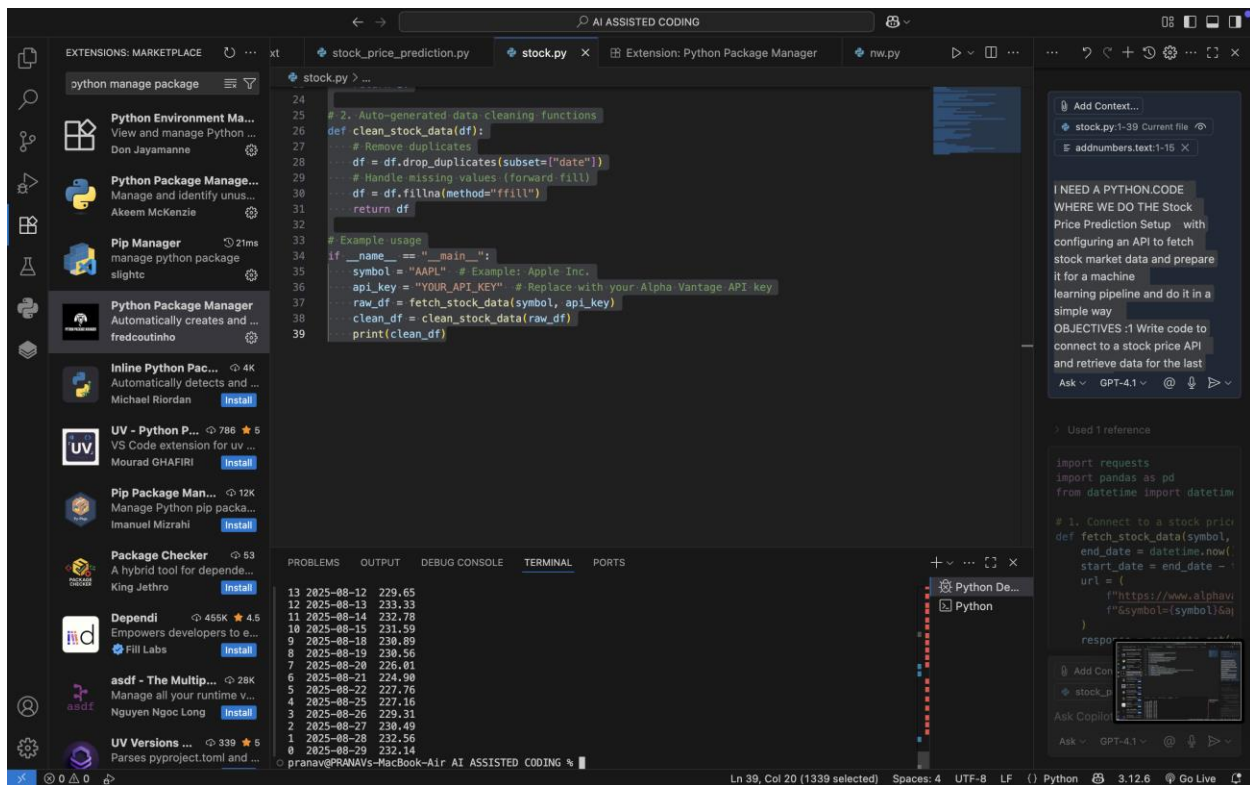 AI ASSISTED CODING
EXTENSIONS: MARKETPLACE
python manage package
Python Environment Ma...
View and manage Python ...
Don Jayamanne
Python Package Manage...
Manage and identify unus...
Akeem McKenzie
Pip Manager 21ms
manage python package
slightc
Python Package Manager
Automatically creates and ...
fredcoutinho
Inline Python Pac... 4K
Automatically detects and ...
Michael Riordan Install
UV - Python P... 786 ★ 5
VS Code extension for uv ...
Mourad GHAFIRI Install
Pip Package Man... 12K
Manage Python pip packa...
Imanuel Mizrahi Install
Package Checker 53
A hybrid tool for depende...
King Jethro Install
Dependi 455K ★ 4.5
Empowers developers to e...
Fill Labs Install
asdf - The Multip... 28K
Manage all your runtime v...
Nguyen Ngoc Long Install
UV Versions ... 339 ★ 5
Parses pyproject.toml and ...
xt stock_price_prediction.py stock.py Extension: Python Package Manager nw.py
stock.py > ...
24
25 # 2. Auto-generated data cleaning functions
26 def clean_stock_data(df):
27 # Remove duplicates
28 df = df.drop_duplicates(subset=["date"])
29 # Handle missing values (forward fill)
30 df = df.fillna(method="ffill")
31 return df
32
33 # Example usage
34 if __name__ == "__main__":
35 symbol = "AAPL" # Example: Apple Inc.
36 api_key = "YOUR_API_KEY" # Replace with your Alpha Vantage API key
37 raw_df = fetch_stock_data(symbol, api_key)
38 clean_df = clean_stock_data(raw_df)
39 print(clean_df)
PROBLEMS OUTPUT DEBUG CONSOLE TERMINAL PORTS
13 2025-08-12 229.65
12 2025-08-13 233.33
11 2025-08-14 232.78
10 2025-08-15 231.59
9 2025-08-18 230.89
8 2025-08-19 230.56
7 2025-08-20 226.01
6 2025-08-21 224.90
5 2025-08-22 227.76
4 2025-08-25 227.16
3 2025-08-26 229.31
2 2025-08-27 230.49
1 2025-08-28 232.56
0 2025-08-29 232.14
pranav@PRANAVs-MacBook-Air AI ASSISTED CODING %
Python De...
Python
Add Context...
stock.py:1-39 Current file
addnumbers.text:1-15
I NEED A PYTHON.CODE
WHERE WE DO THE Stock
Price Prediction Setup with
configuring an API to fetch
stock market data and prepare
it for a machine
learning pipeline and do it in a
simple way
OBJECTIVES :1 Write code to
connect to a stock price API
and retrieve data for the last
Ask GPT-4.1
Used 1 reference
import requests
import pandas as pd
from datetime import datetim
# 1. Connect to a stock price
def fetch_stock_data(symbol,
end_date = datetime.now(
start_date = end_date -
url = (
f"https://www.alphava
f"&symbol={symbol}&ap
)
Add Con
stock_p
Ask Copilot
Ask GPT-4.1
0 0 Ln 39, Col 20 (1339 selected) Spaces: 4 UTF-8 LF {} Python 3.12.6 Go Live